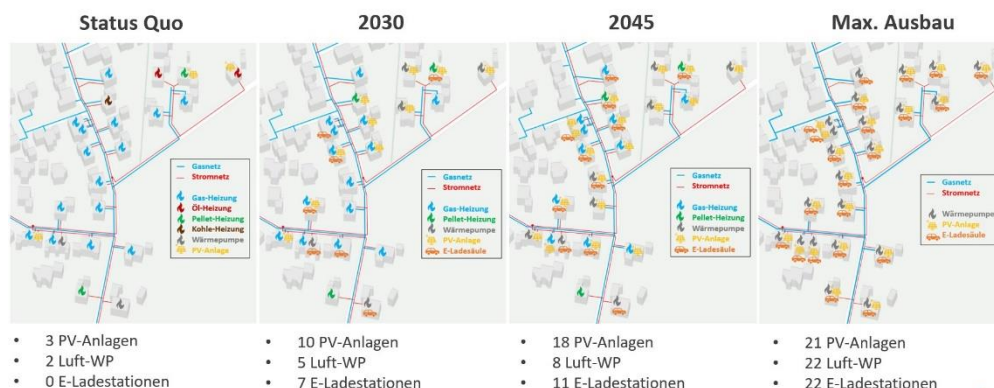 Status Quo
2030
2045
Max. Ausbau
Gasnetz
Stromnetz
Gas-Heizung
Öl-Heizung
Pellet-Heizung
Kohle-Heizung
Wärmepumpe
PV-Anlage
Gasnetz
Stromnetz
Gas-Heizung
Pellet-Heizung
Wärmepumpe
PV-Anlage
E-Ladesäule
Gasnetz
Stromnetz
Gas-Heizung
Pellet-Heizung
Wärmepumpe
PV-Anlage
E-Ladesäule
Gasnetz
Stromnetz
Wärmepumpe
PV-Anlage
E-Ladesäule
• 3 PV-Anlagen
• 2 Luft-WP
• 0 E-Ladestationen
• 10 PV-Anlagen
• 5 Luft-WP
• 7 E-Ladestationen
• 18 PV-Anlagen
• 8 Luft-WP
• 11 E-Ladestationen
• 21 PV-Anlagen
• 22 Luft-WP
• 22 E-Ladestationen